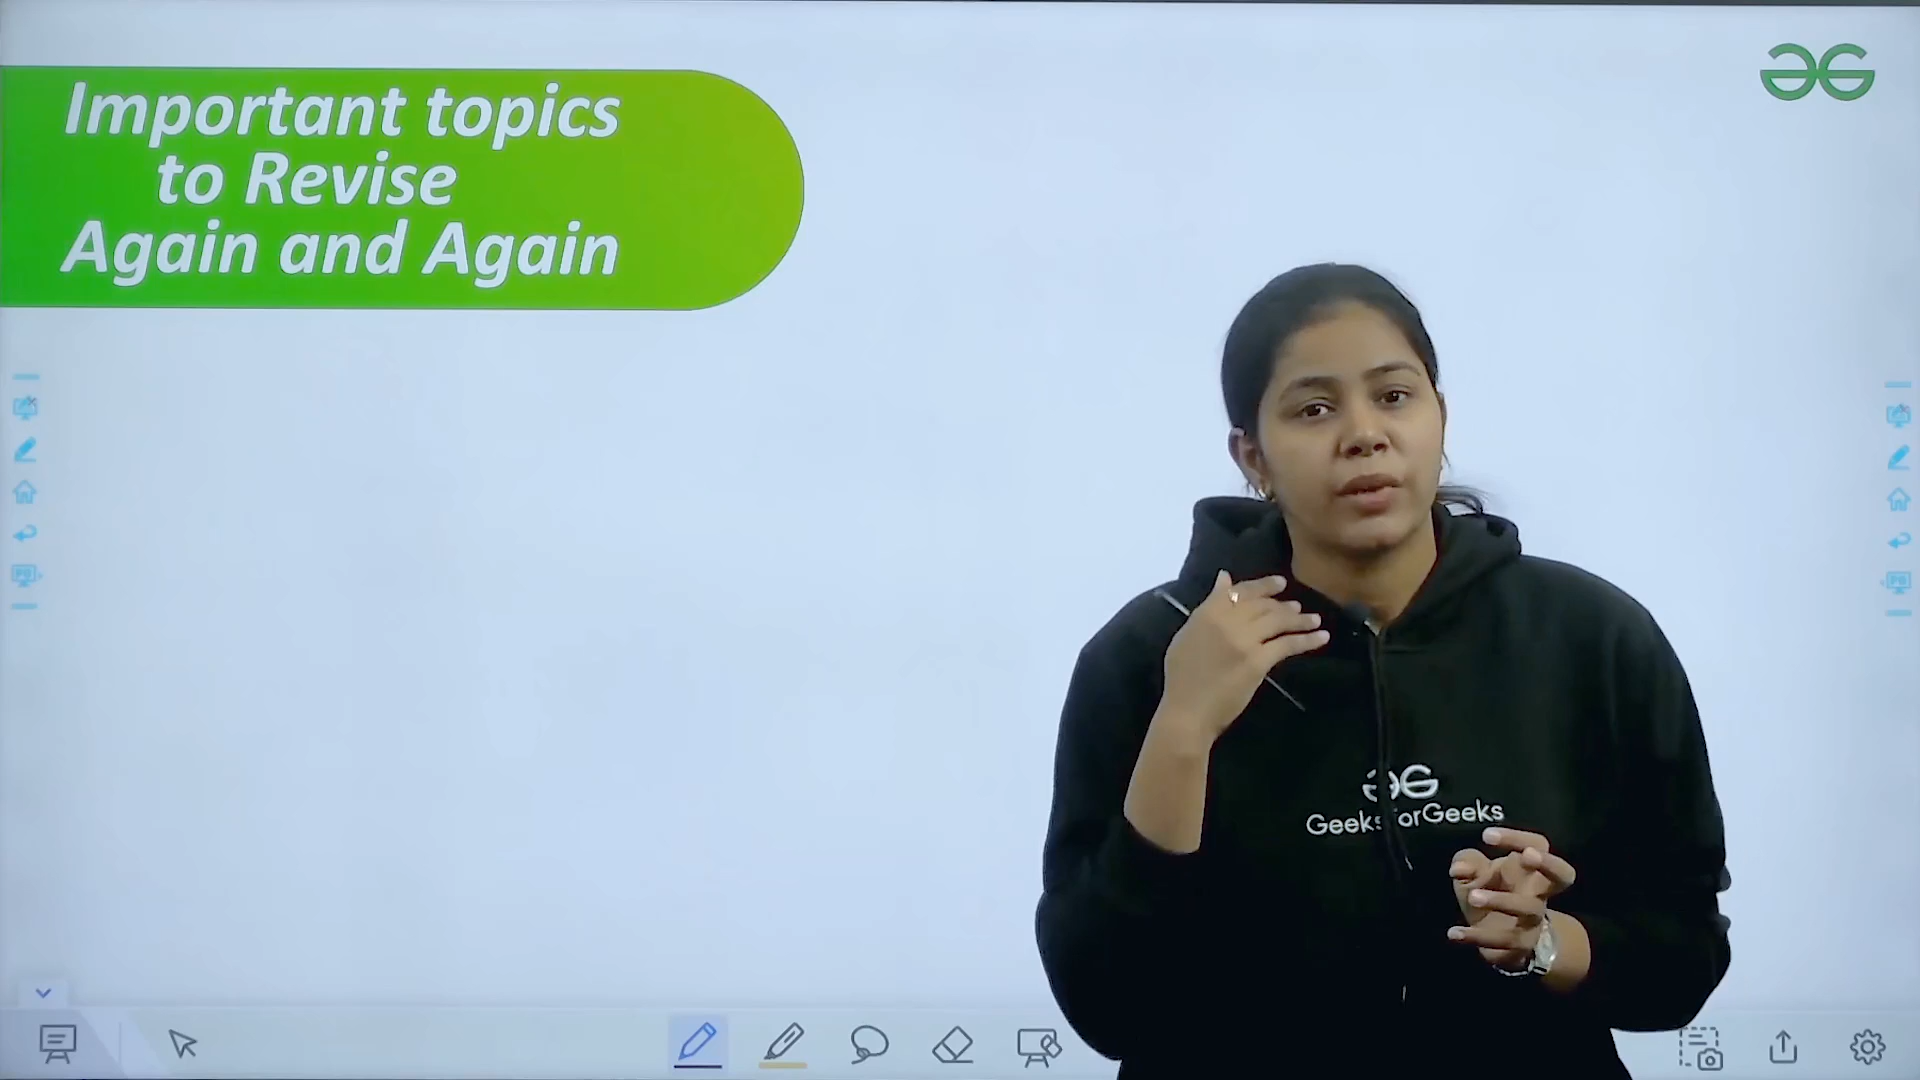 Important topics
to Revise
Again and Again
GeeksforGeeks